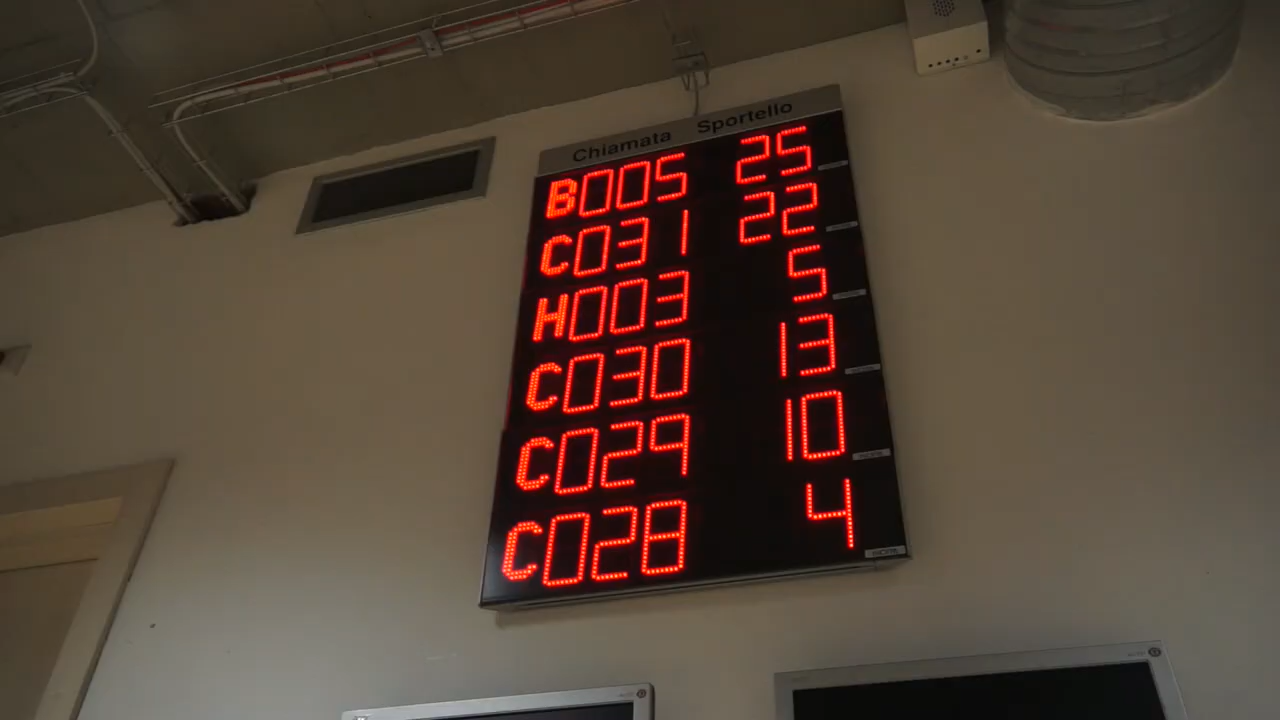 Chiamata Sportello
B005 25
C031 22
H003 5
C030 13
C029 10
C028 4